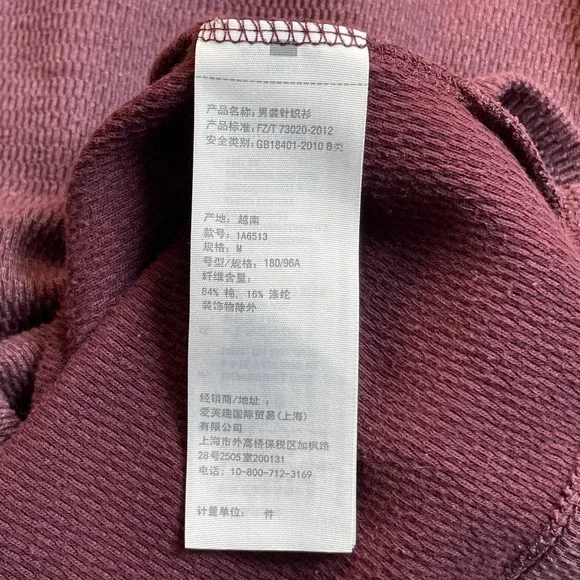 产品名称: 男装针织衫
产品标准: FZ/T 73020-2012
安全类别: GB18401-2010 B类
产地: 越南
款号: 1A6513
规格: M
号型/规格: 180/96A
纤维含量:
84% 棉, 16% 涤纶
装饰物除外
经销商/地址 :
爱芙趣国际贸易(上海)
有限公司
上海市外高桥保税区加枫路
28号2505室200131
电话: 10-800-712-3169
计量单位: 件